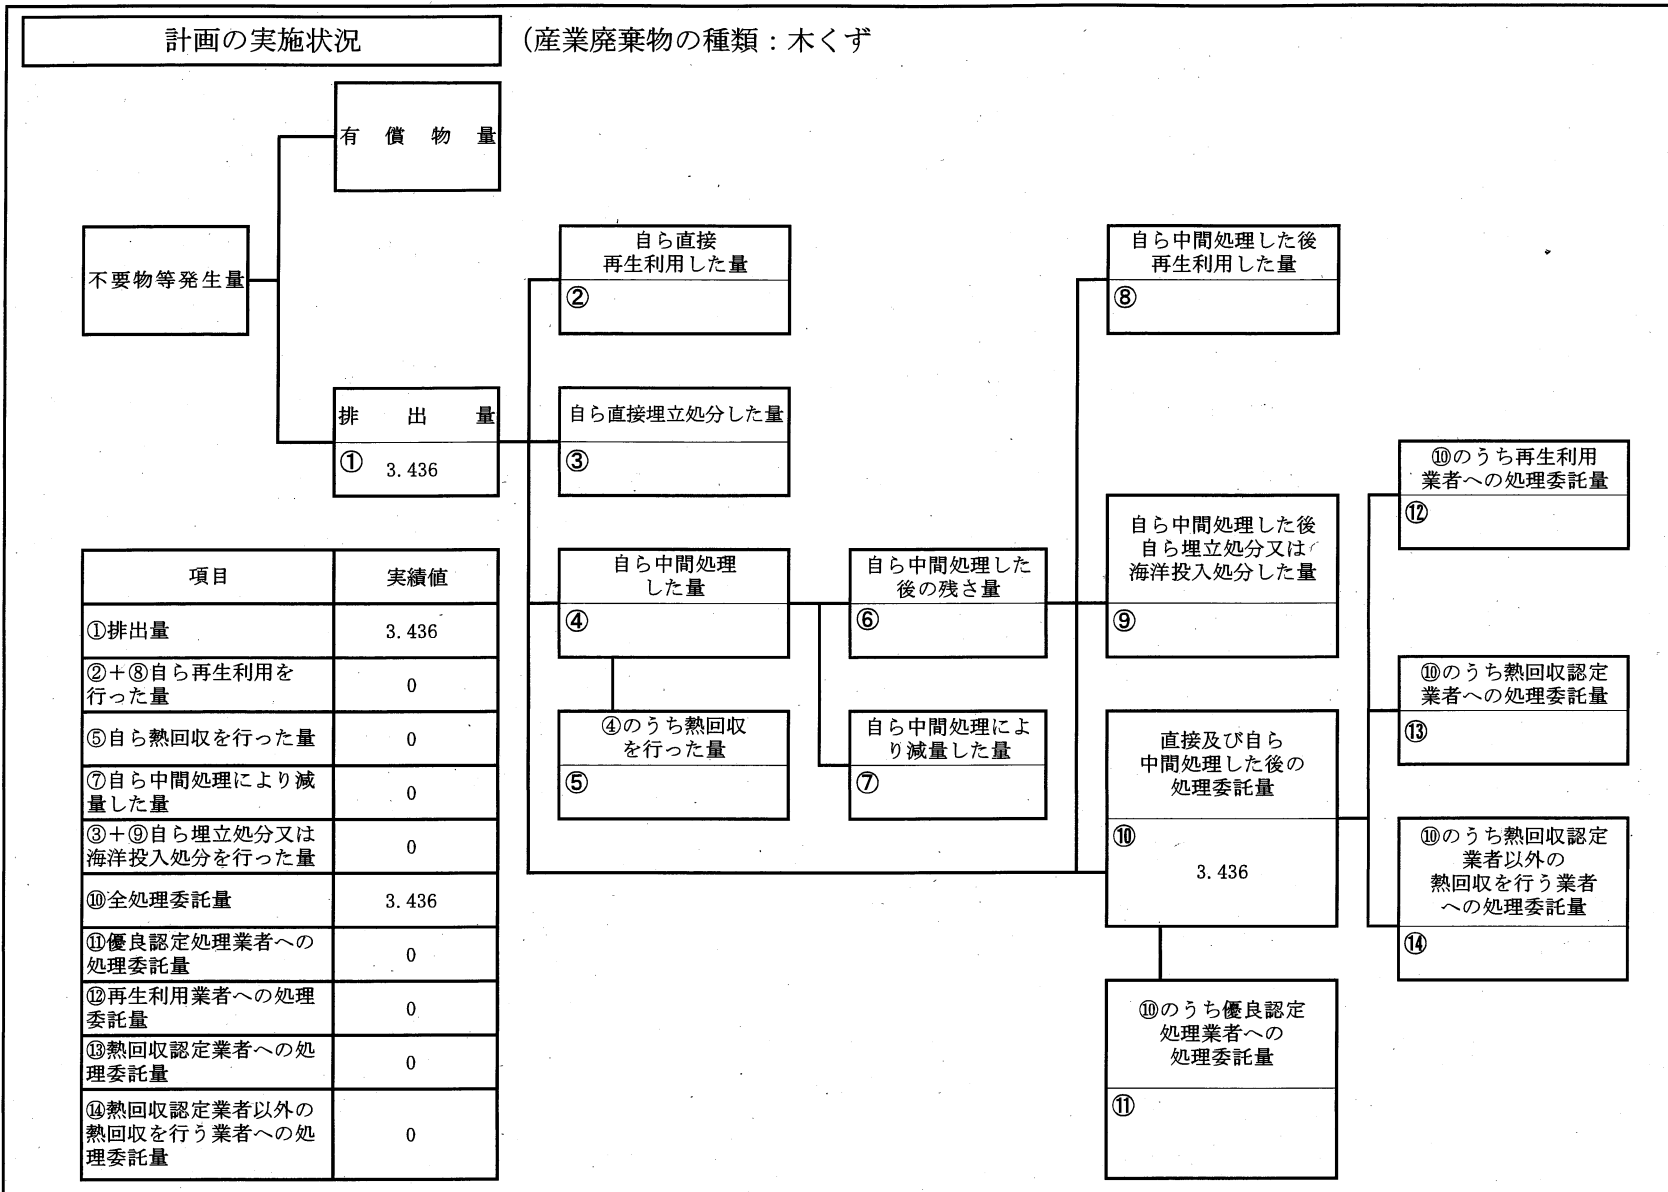 計画の実施状況
(産業廃棄物の種類:木くず
有償物量
不要物等発生量
排出量
① 3.436
自ら直接
再生利用した量
②
自ら直接埋立処分した量
③
自ら中間処理
した量
④
④のうち熱回収
を行った量
⑤
自ら中間処理した
後の残さ量
⑥
自ら中間処理によ
り減量した量
⑦
自ら中間処理した後
再生利用した量
⑧
自ら中間処理した後
自ら埋立処分又は
海洋投入処分した量
⑨
直接及び自ら
中間処理した後の
処理委託量
⑩
3.436
⑩のうち優良認定
処理業者への
処理委託量
⑪
⑩のうち再生利用
業者への処理委託量
⑫
⑩のうち熱回収認定
業者への処理委託量
⑬
⑩のうち熱回収認定
業者以外の
熱回収を行う業者
への処理委託量
⑭
項目 実績値
①排出量 3.436
②+⑧自ら再生利用を
行った量 0
⑤自ら熱回収を行った量 0
⑦自ら中間処理により減
量した量 0
③+⑨自ら埋立処分又は
海洋投入処分を行った量 0
⑩全処理委託量 3.436
⑪優良認定処理業者への
処理委託量 0
⑫再生利用業者への処理
委託量 0
⑬熱回収認定業者への処
理委託量 0
⑭熱回収認定業者以外の
熱回収を行う業者への処
理委託量 0